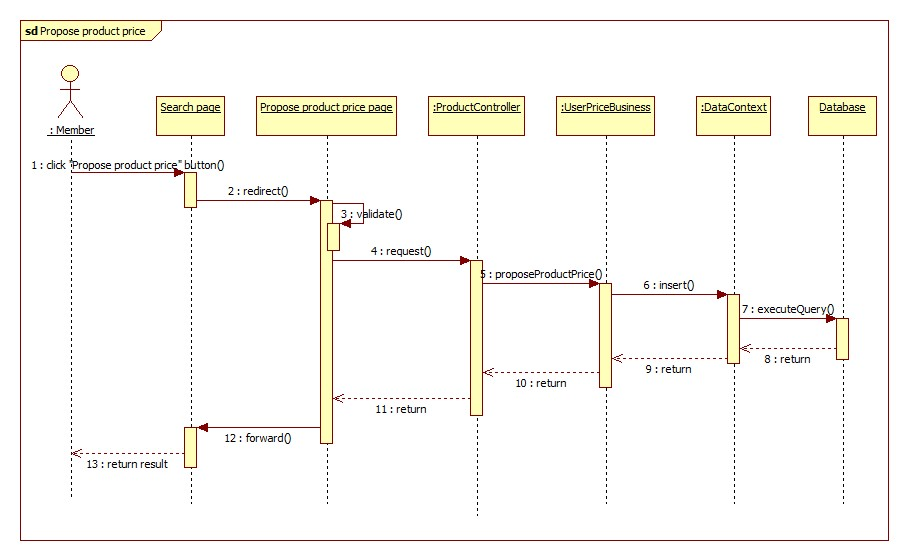 sd Propose product price
: Member
Search page
Propose product price page
:ProductController
:UserPriceBusiness
:DataContext
Database
1 : click "Propose product price" button()
2 : redirect()
3 : validate()
4 : request()
5 : proposeProductPrice()
6 : insert()
7 : executeQuery()
8 : return
9 : return
10 : return
11 : return
12 : forward()
13 : return result